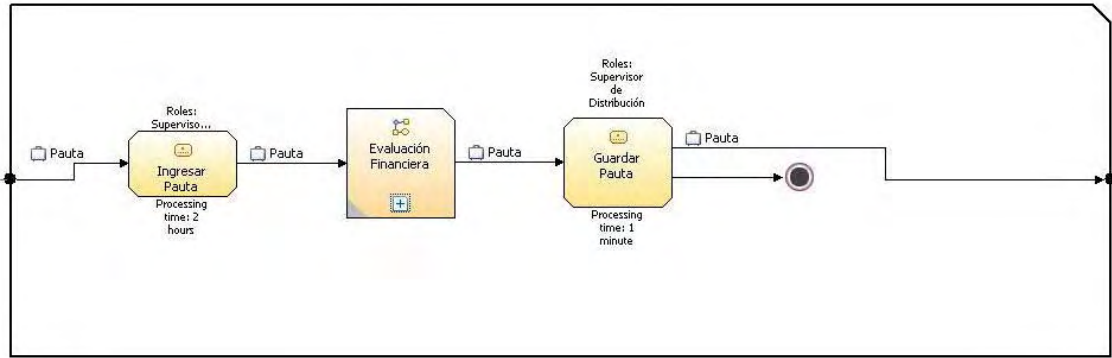 Pauta
Roles:
Superviso...
Ingresar
Pauta
Processing
time: 2
hours
Pauta
Evaluación
Financiera
Pauta
Roles:
Supervisor
de
Distribución
Guardar
Pauta
Processing
time: 1
minute
Pauta